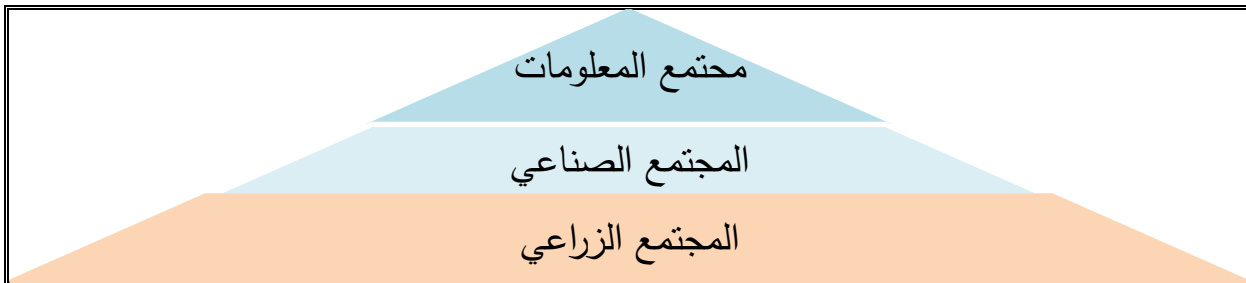 محتمع المعلومات
المجتمع الصناعي
المجتمع الزراعي